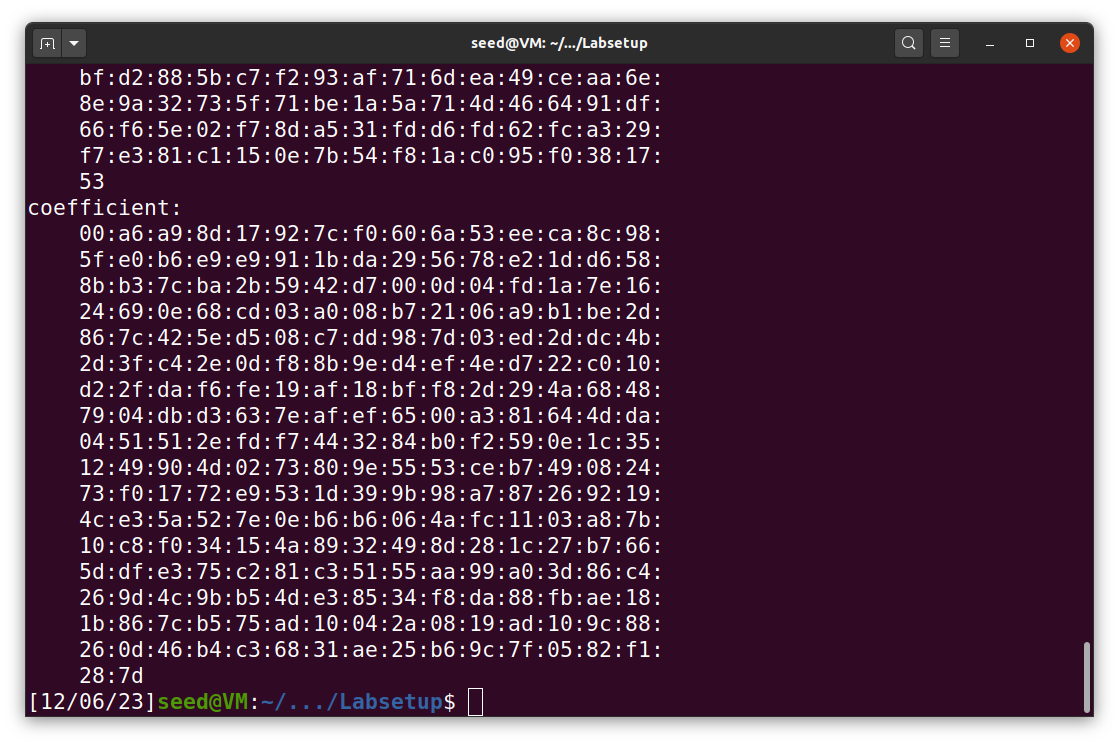 seed@VM: ~/.../Labsetup
bf:d2:88:5b:c7:f2:93:af:71:6d:ea:49:ce:aa:6e:
8e:9a:32:73:5f:71:be:1a:5a:71:4d:46:64:91:df:
66:f6:5e:02:f7:8d:a5:31:fd:d6:fd:62:fc:a3:29:
f7:e3:81:c1:15:0e:7b:54:f8:1a:c0:95:f0:38:17:
53
coefficient:
00:a6:a9:8d:17:92:7c:f0:60:6a:53:ee:ca:8c:98:
5f:e0:b6:e9:e9:91:1b:da:29:56:78:e2:1d:d6:58:
8b:b3:7c:ba:2b:59:42:d7:00:0d:04:fd:1a:7e:16:
24:69:0e:68:cd:03:a0:08:b7:21:06:a9:b1:be:2d:
86:7c:42:5e:d5:08:c7:dd:98:7d:03:ed:2d:dc:4b:
2d:3f:c4:2e:0d:f8:8b:9e:d4:ef:4e:d7:22:c0:10:
d2:2f:da:f6:fe:19:af:18:bf:f8:2d:29:4a:68:48:
79:04:db:d3:63:7e:af:ef:65:00:a3:81:64:4d:da:
04:51:51:2e:fd:f7:44:32:84:b0:f2:59:0e:1c:35:
12:49:90:4d:02:73:80:9e:55:53:ce:b7:49:08:24:
73:f0:17:72:e9:53:1d:39:9b:98:a7:87:26:92:19:
4c:e3:5a:52:7e:0e:b6:b6:06:4a:fc:11:03:a8:7b:
10:c8:f0:34:15:4a:89:32:49:8d:28:1c:27:b7:66:
5d:df:e3:75:c2:81:c3:51:55:aa:99:a0:3d:86:c4:
26:9d:4c:9b:b5:4d:e3:85:34:f8:da:88:fb:ae:18:
1b:86:7c:b5:75:ad:10:04:2a:08:19:ad:10:9c:88:
26:0d:46:b4:c3:68:31:ae:25:b6:9c:7f:05:82:f1:
28:7d
[12/06/23]seed@VM:~/.../Labsetup$